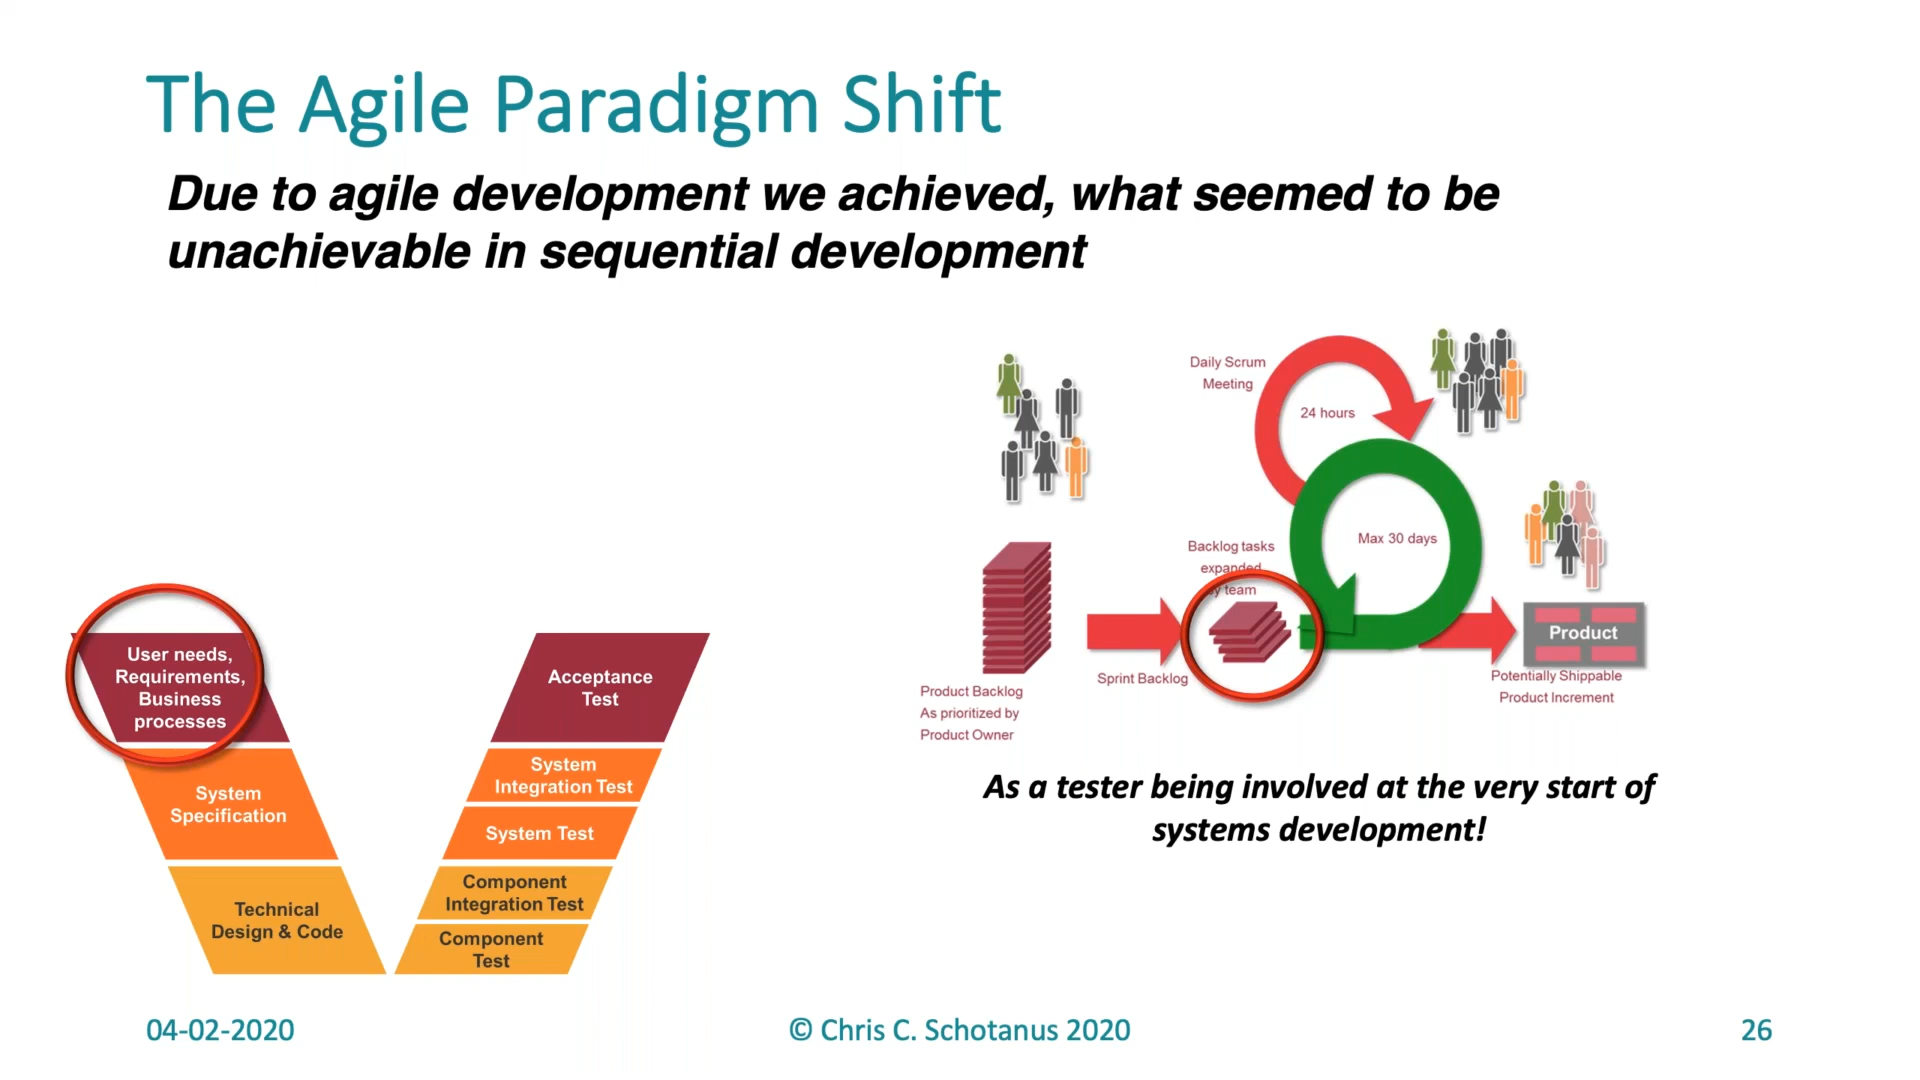 The Agile Paradigm Shift
Due to agile development we achieved, what seemed to be
unachievable in sequential development
User needs,
Requirements,
Business
processes
System
Specification
Technical
Design & Code
Acceptance
Test
System
Integration Test
System Test
Component
Integration Test
Component
Test
Daily Scrum
Meeting
24 hours
Max 30 days
Backlog tasks
expanded
by team
Product Backlog
As prioritized by
Product Owner
Sprint Backlog
Product
Potentially Shippable
Product Increment
As a tester being involved at the very start of
systems development!
04-02-2020
© Chris C. Schotanus 2020
26